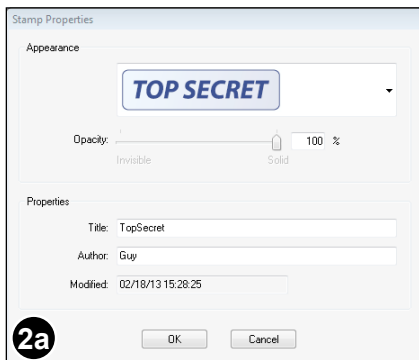 Stamp Properties
Appearance
TOP SECRET
Opacity: 100 %
Invisible Solid
Properties
Title: TopSecret
Author: Guy
Modified: 02/18/13 15:28:25
2a OK Cancel